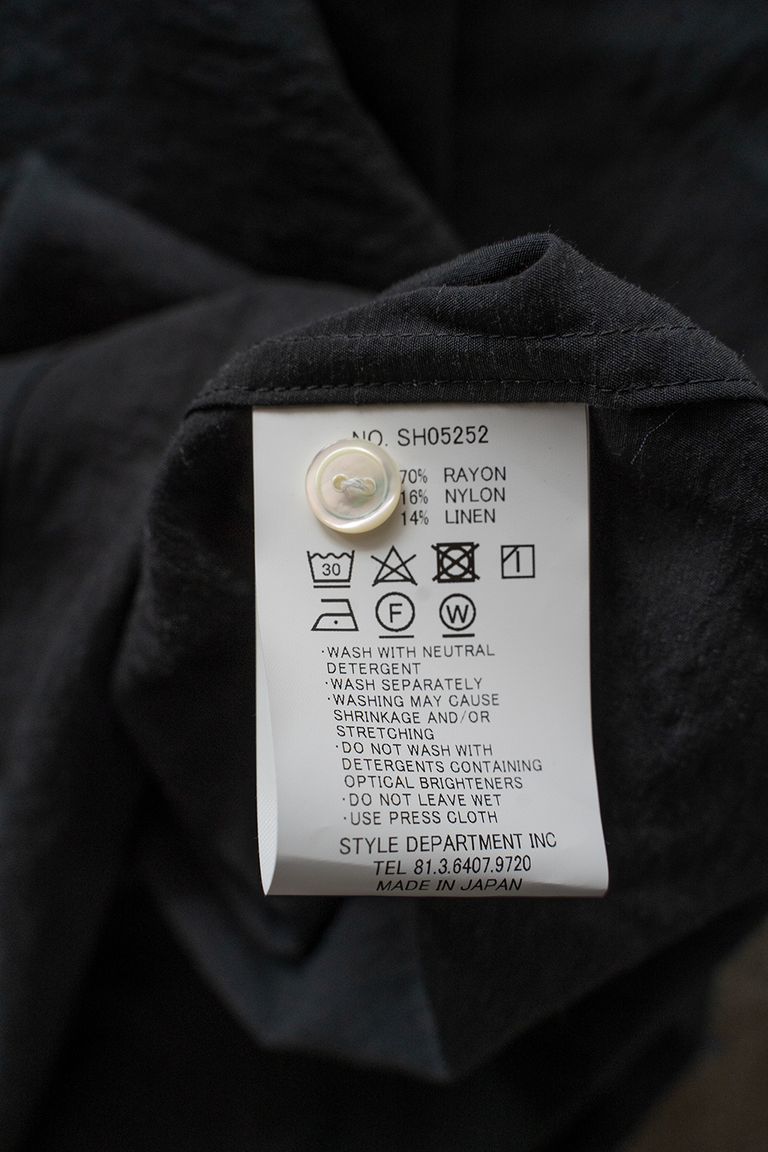 NO. SH05252
70% RAYON
16% NYLON
14% LINEN
30
F W
·WASH WITH NEUTRAL
DETERGENT
·WASH SEPARATELY
·WASHING MAY CAUSE
SHRINKAGE AND/OR
STRETCHING
·DO NOT WASH WITH
DETERGENTS CONTAINING
OPTICAL BRIGHTENERS
·DO NOT LEAVE WET
·USE PRESS CLOTH
STYLE DEPARTMENT INC
TEL 81.3.6407.9720
MADE IN JAPAN